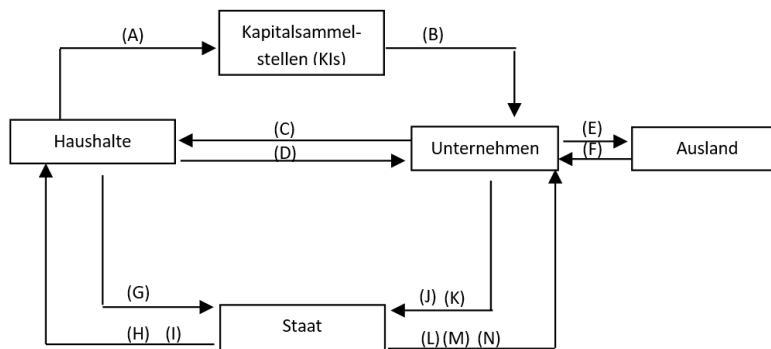 (A)
Kapitalsammel-
stellen (KIs)
(B)
Haushalte
(C)
(D)
Unternehmen
(E)
(F)
Ausland
(G)
(H) (I)
Staat
(J) (K)
(L) (M) (N)